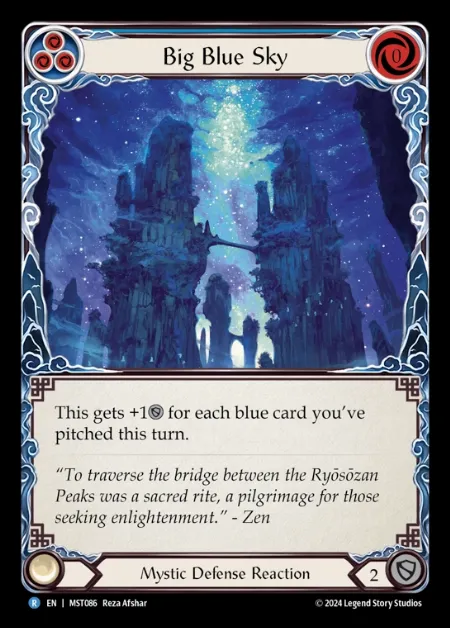 Big Blue Sky
0
This gets +1 for each blue card you've
pitched this turn.
"To traverse the bridge between the Ryōsōzan
Peaks was a sacred rite, a pilgrimage for those
seeking enlightenment." - Zen
Mystic Defense Reaction
2
R EN | MST086 Reza Afshar
© 2024 Legend Story Studios